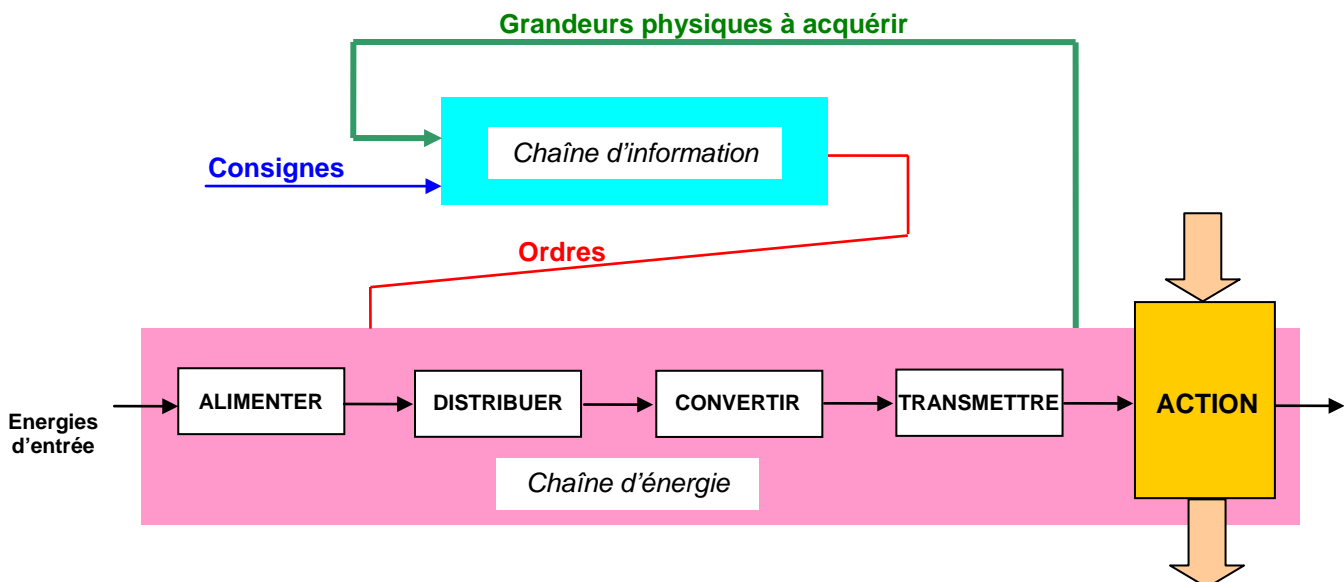 Grandeurs physiques à acquérir
Chaîne d'information
Consignes
Ordres
ALIMENTER
DISTRIBUER
CONVERTIR
TRANSMETTRE
ACTION
Energies
d'entrée
Chaîne d'énergie